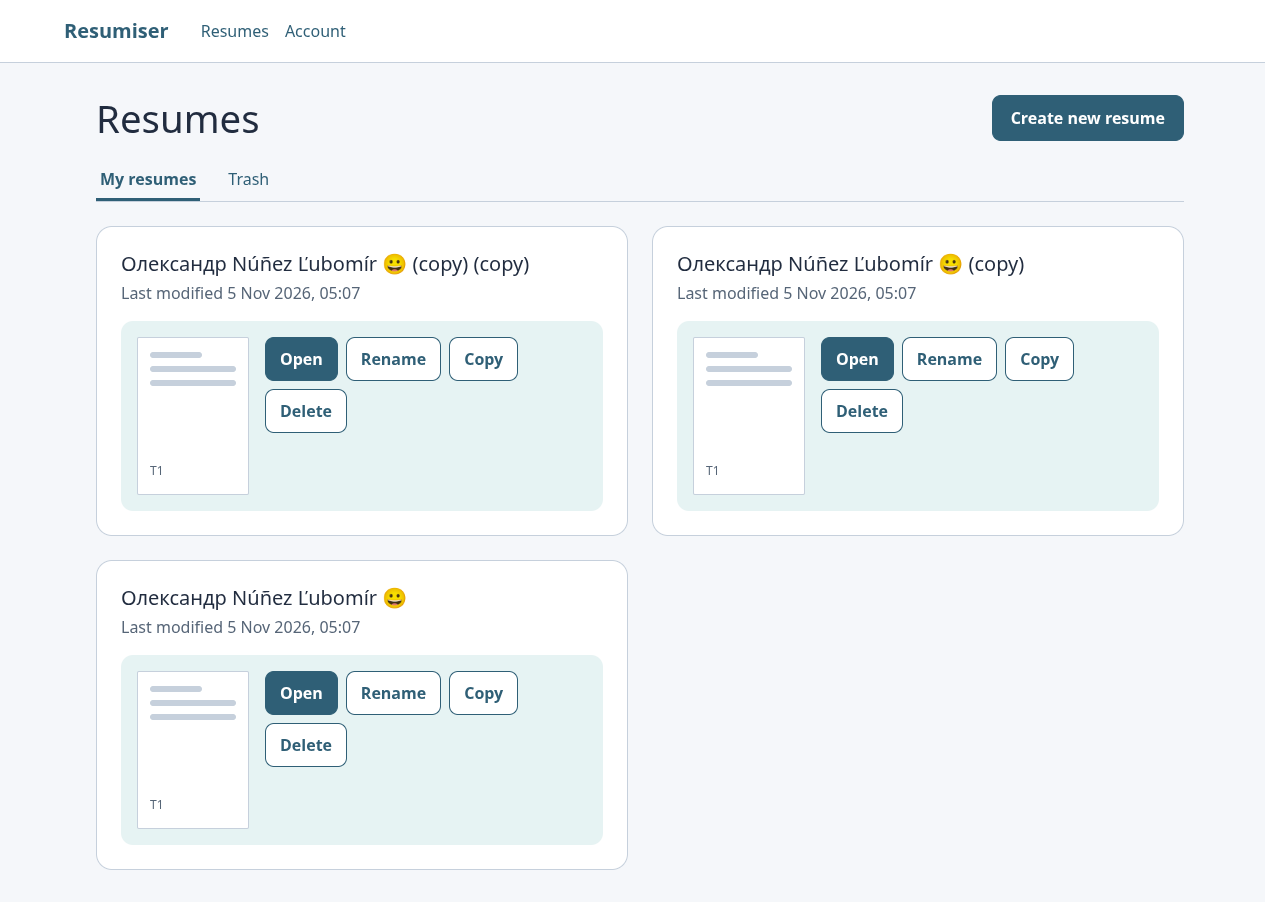 Resumiser Resumes Account
Resumes
Create new resume
My resumes Trash
Олександр Núñez Ľubomír 😀 (copy) (copy)
Last modified 5 Nov 2026, 05:07
Open Rename Copy
Delete
T1
Олександр Núñez Ľubomír 😀 (copy)
Last modified 5 Nov 2026, 05:07
Open Rename Copy
Delete
T1
Олександр Núñez Ľubomír 😀
Last modified 5 Nov 2026, 05:07
Open Rename Copy
Delete
T1